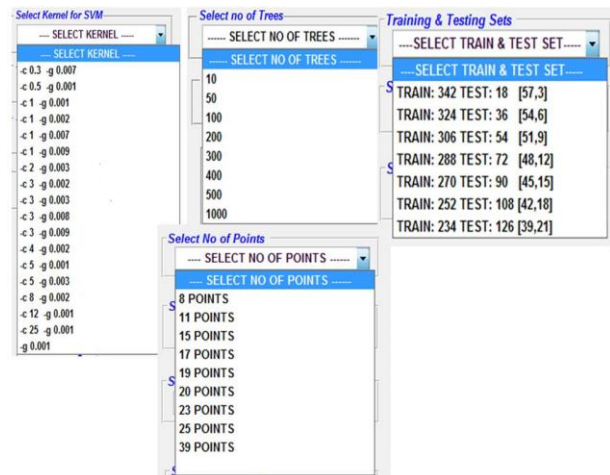 Select Kernel for SVM
---- SELECT KERNEL ----
---- SELECT KERNEL ----
-c 0.3 -g 0.007
-c 0.5 -g 0.001
-c 1 -g 0.001
-c 1 -g 0.002
-c 1 -g 0.007
-c 1 -g 0.009
-c 2 -g 0.003
-c 3 -g 0.002
-c 3 -g 0.003
-c 3 -g 0.008
-c 3 -g 0.009
-c 4 -g 0.002
-c 5 -g 0.001
-c 5 -g 0.003
-c 8 -g 0.002
-c 12 -g 0.001
-c 25 -g 0.001
-g 0.001
Select no of Trees
------ SELECT NO OF TREES ------
------ SELECT NO OF TREES ------
10
50
100
200
300
400
500
1000
Training & Testing Sets
----SELECT TRAIN & TEST SET-----
----SELECT TRAIN & TEST SET-----
TRAIN: 342 TEST: 18 [57,3]
TRAIN: 324 TEST: 36 [54,6]
TRAIN: 306 TEST: 54 [51,9]
TRAIN: 288 TEST: 72 [48,12]
TRAIN: 270 TEST: 90 [45,15]
TRAIN: 252 TEST: 108 [42,18]
TRAIN: 234 TEST: 126 [39,21]
Select No of Points
---- SELECT NO OF POINTS ------
---- SELECT NO OF POINTS ------
8 POINTS
11 POINTS
15 POINTS
17 POINTS
19 POINTS
20 POINTS
23 POINTS
25 POINTS
39 POINTS